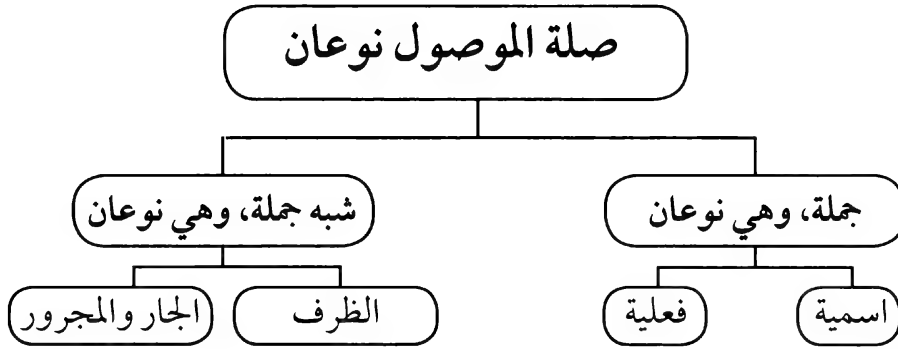 صلة الموصول نوعان
جملة، وهي نوعان
شبه جملة، وهي نوعان
اسمية
فعلية
الظرف
الجار والمجرور